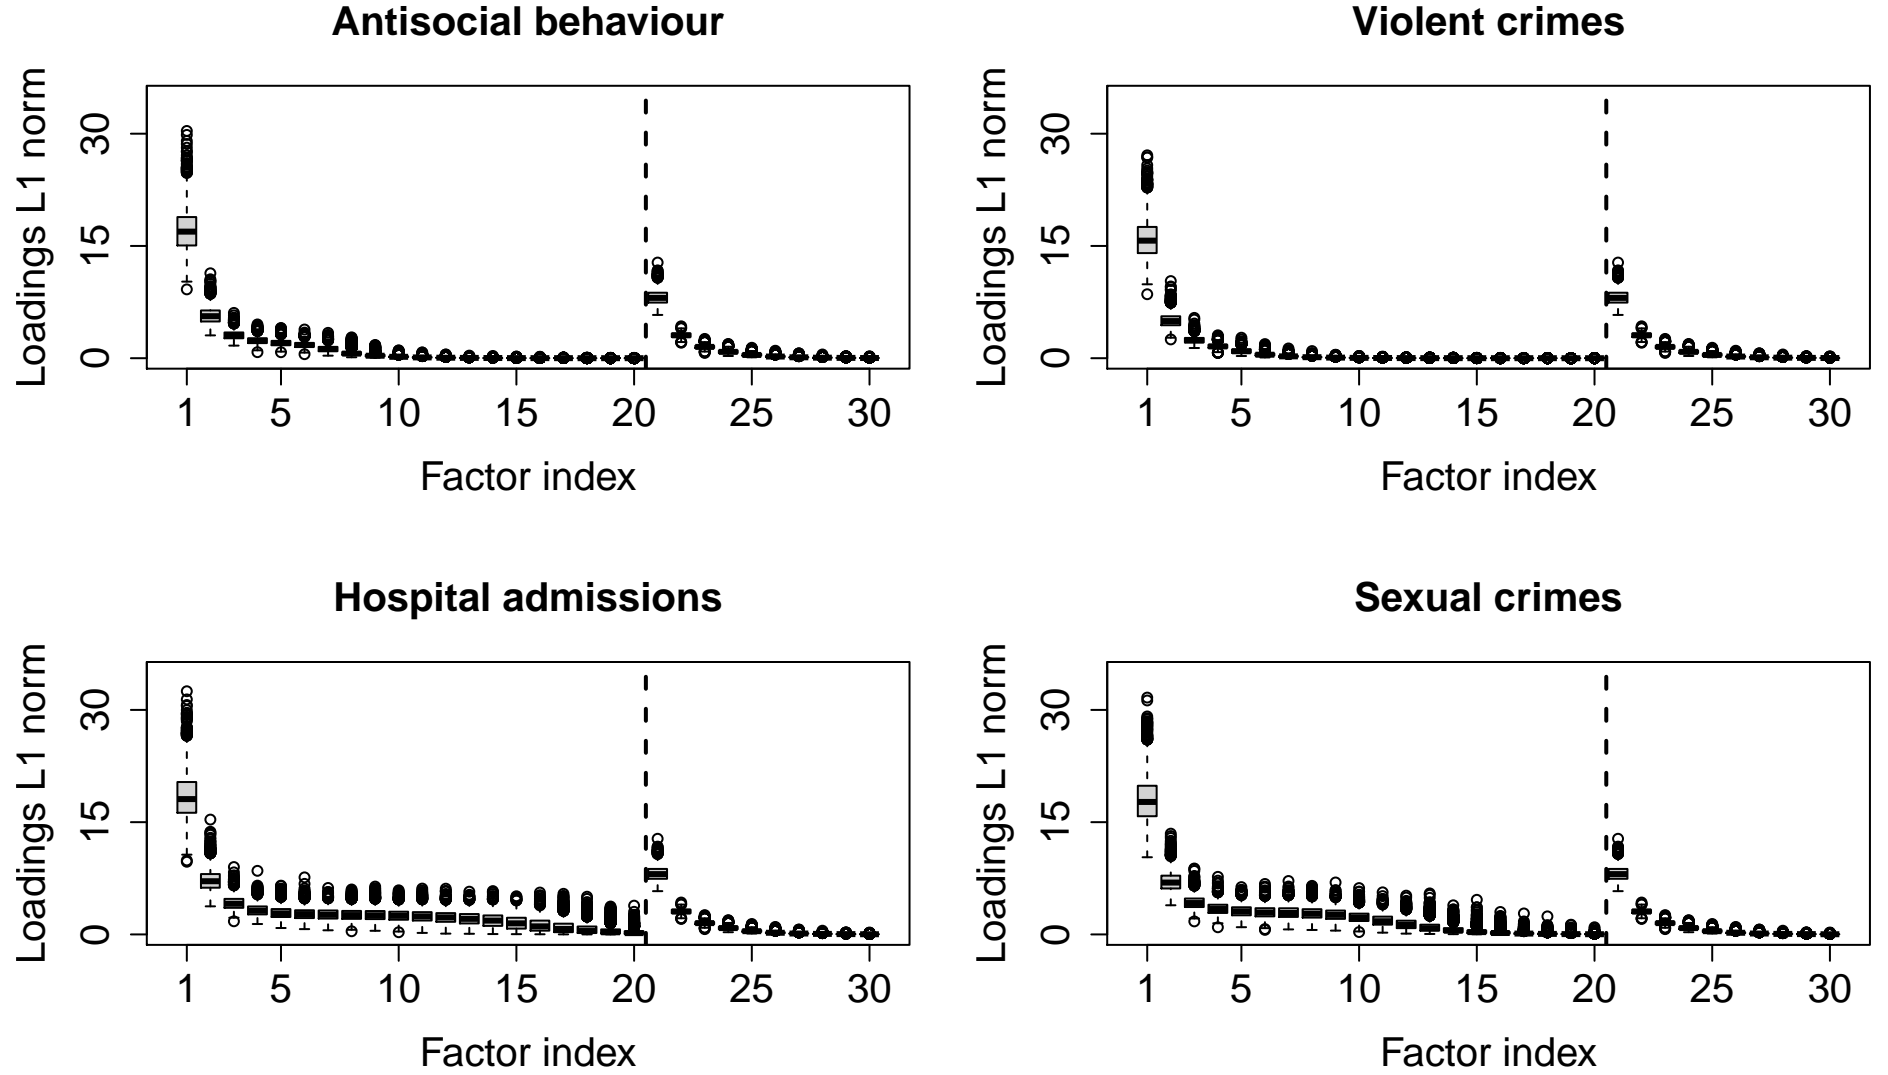 Antisocial behaviour
Loadings L1 norm
30
15
0
1 5 10 15 20 25 30
Factor index
Violent crimes
Loadings L1 norm
30
15
0
1 5 10 15 20 25 30
Factor index
Hospital admissions
Loadings L1 norm
30
15
0
1 5 10 15 20 25 30
Factor index
Sexual crimes
Loadings L1 norm
30
15
0
1 5 10 15 20 25 30
Factor index